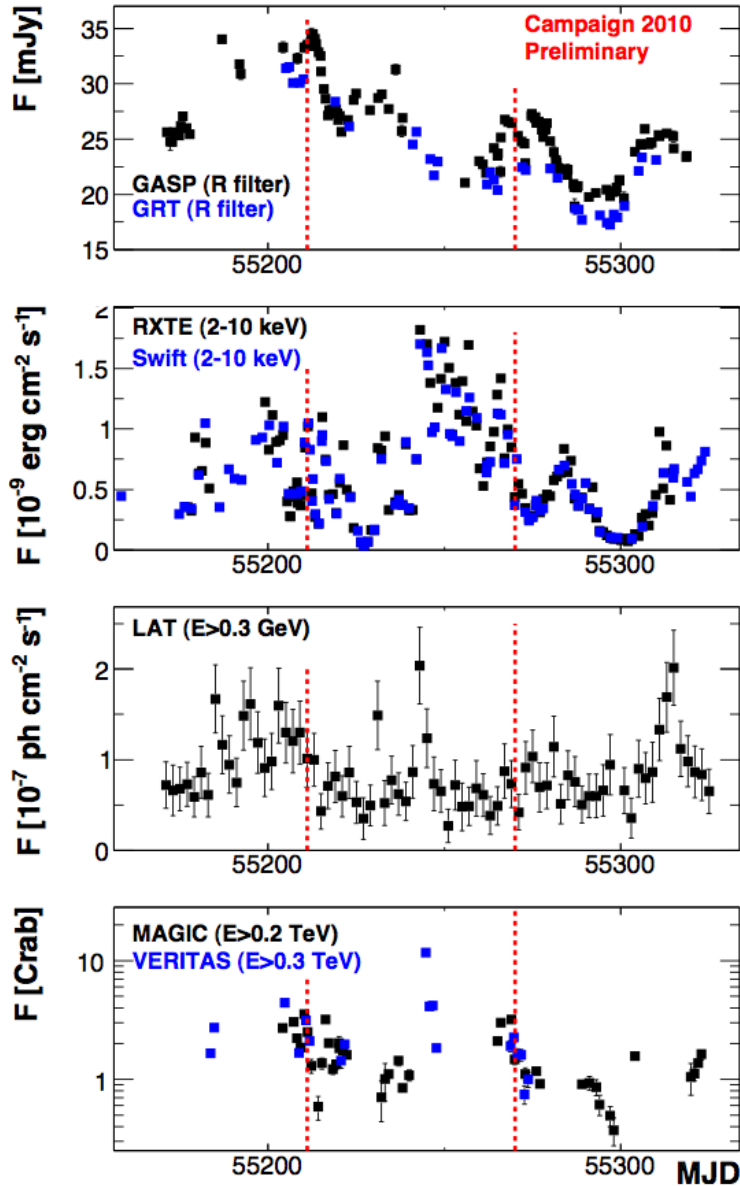 F [mJy]
35
30
25
20
15
Campaign 2010
Preliminary
GASP (R filter)
GRT (R filter)
55200
55300
F [10⁻⁹ erg cm⁻² s⁻¹]
2
1.5
1
0.5
0
RXTE (2-10 keV)
Swift (2-10 keV)
55200
55300
F [10⁻⁷ ph cm⁻² s⁻¹]
2
1
0
LAT (E>0.3 GeV)
55200
55300
F [Crab]
10
1
MAGIC (E>0.2 TeV)
VERITAS (E>0.3 TeV)
55200
55300
MJD